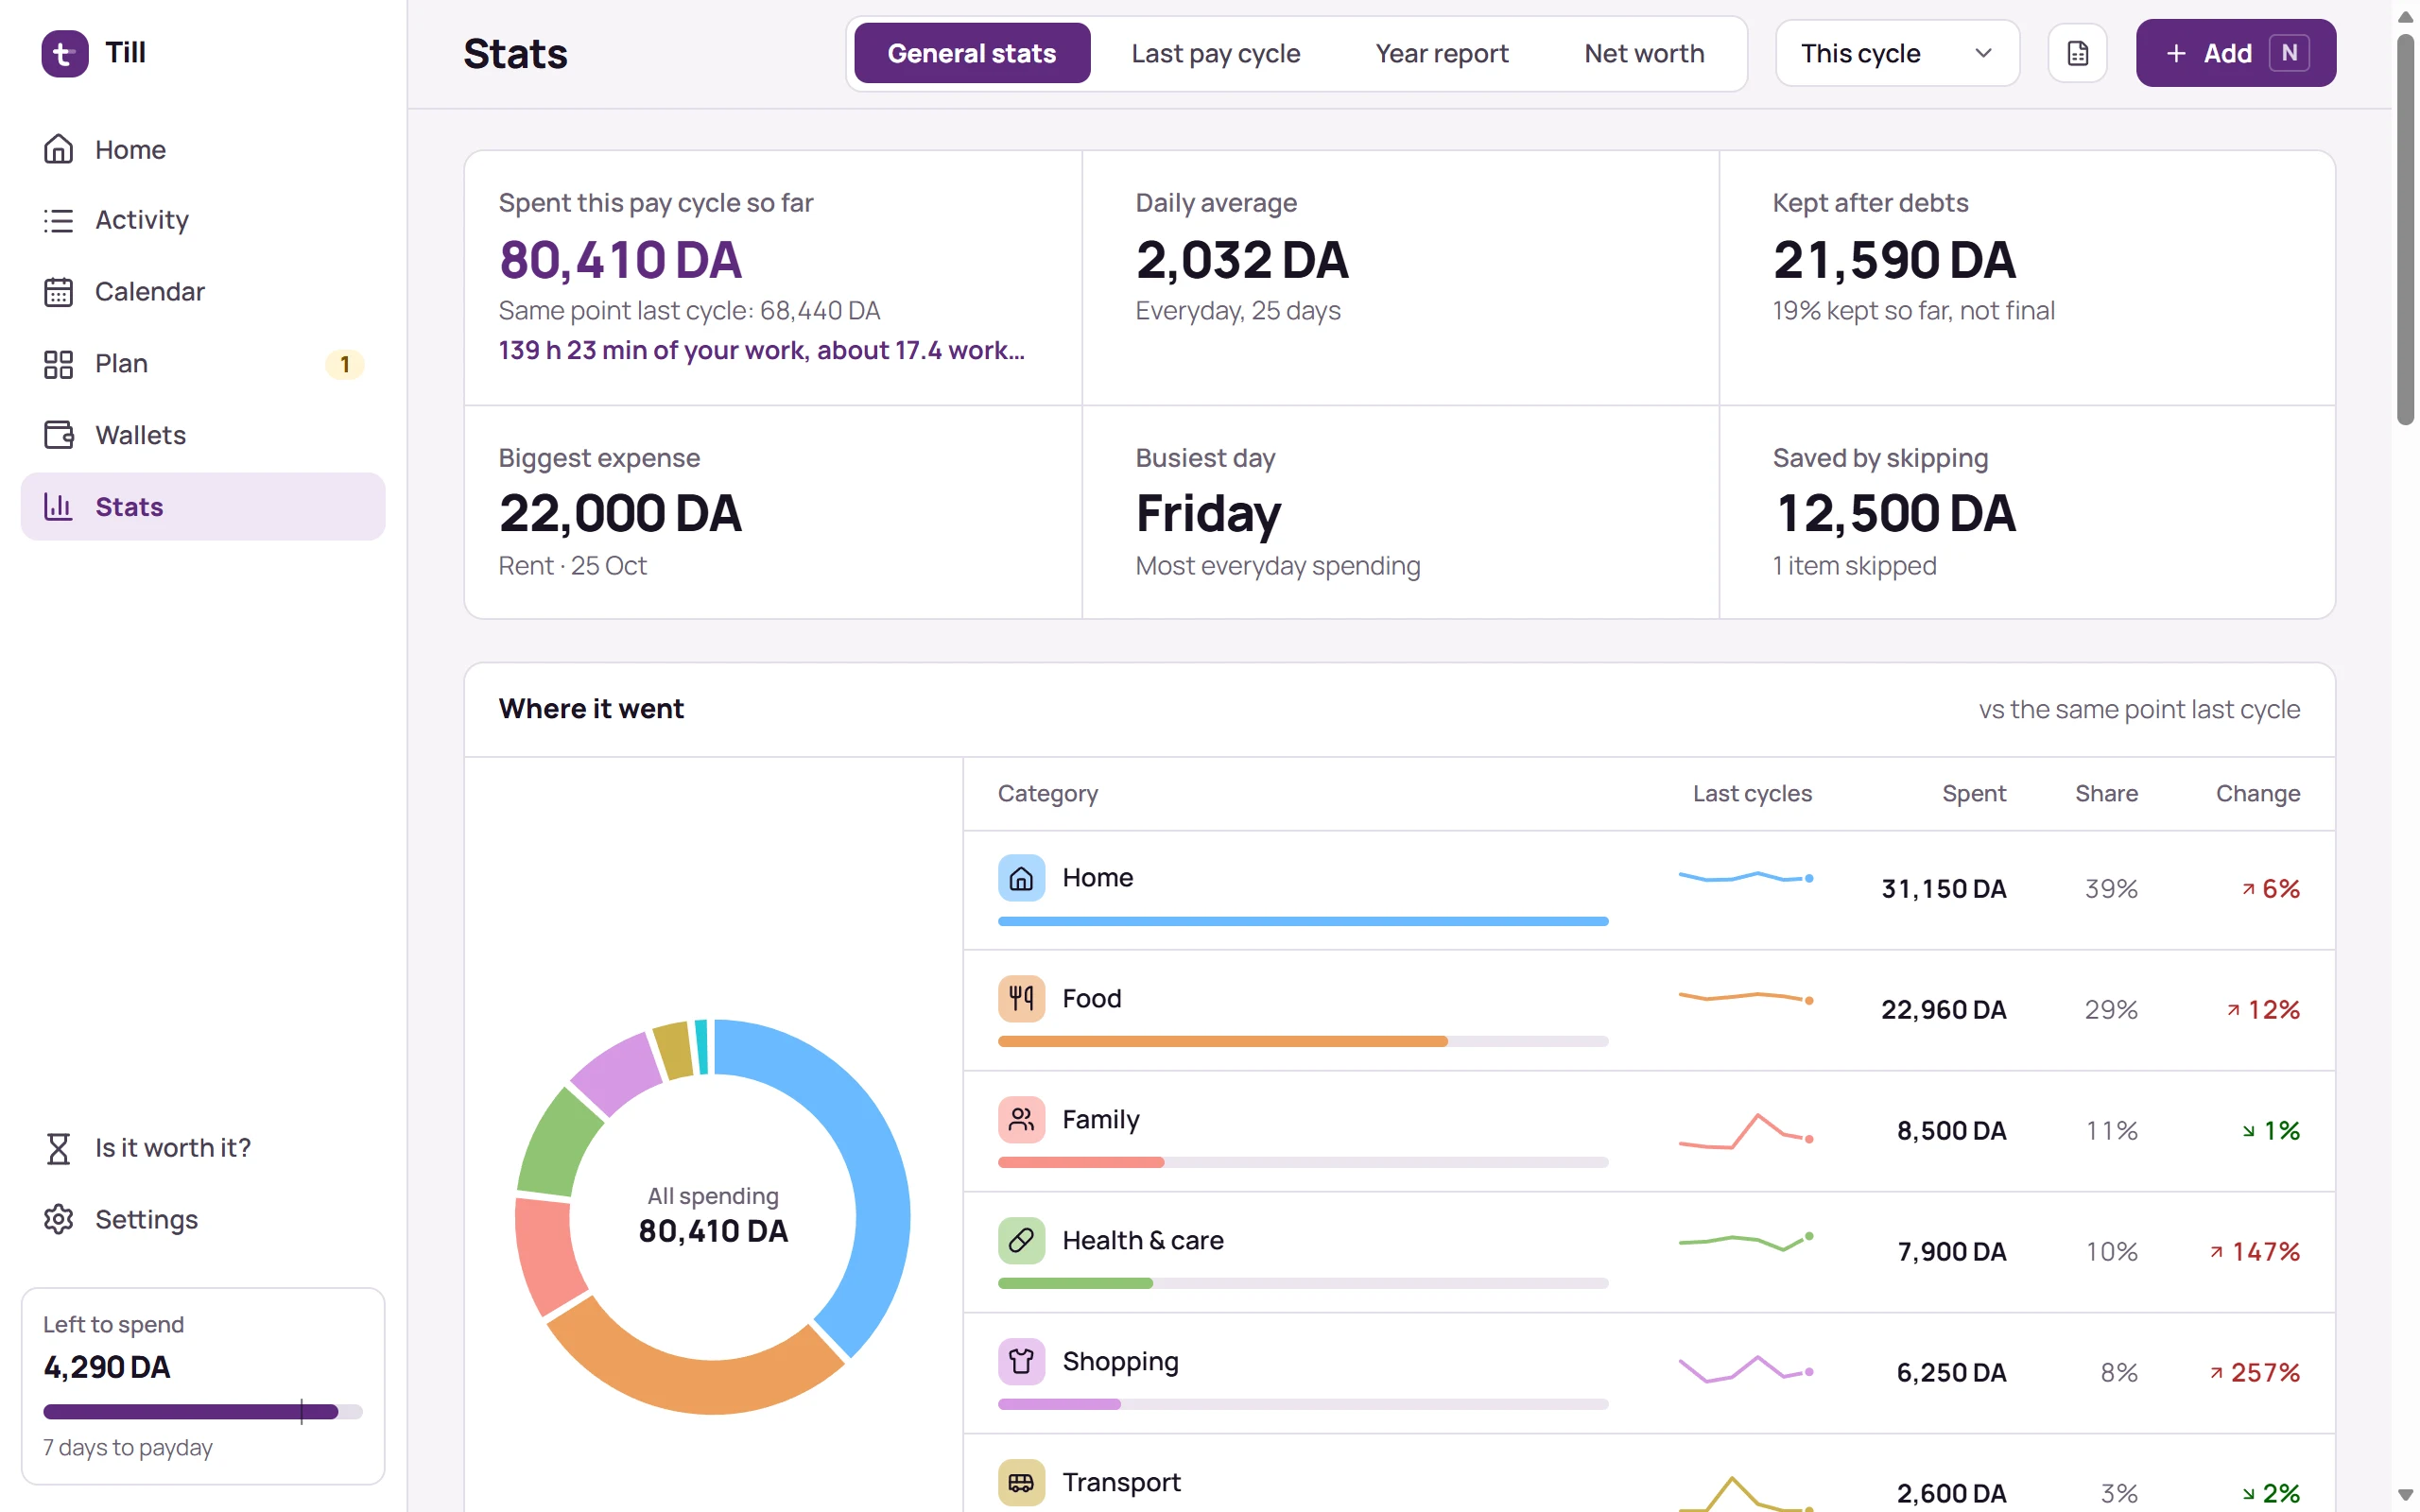 Till
Home
Activity
Calendar
Plan
1
Wallets
Stats
Is it worth it?
Settings
Left to spend
4,290 DA
7 days to payday
Stats
General stats
Last pay cycle
Year report
Net worth
This cycle
Add N
Spent this pay cycle so far
80,410 DA
Same point last cycle: 68,440 DA
139 h 23 min of your work, about 17.4 work...
Daily average
2,032 DA
Everyday, 25 days
Kept after debts
21,590 DA
19% kept so far, not final
Biggest expense
22,000 DA
Rent · 25 Oct
Busiest day
Friday
Most everyday spending
Saved by skipping
12,500 DA
1 item skipped
Where it went
vs the same point last cycle
All spending
80,410 DA
Category Last cycles Spent Share Change
Home 31,150 DA 39% 6%
Food 22,960 DA 29% 12%
Family 8,500 DA 11% 1%
Health & care 7,900 DA 10% 147%
Shopping 6,250 DA 8% 257%
Transport 2,600 DA 3% 2%